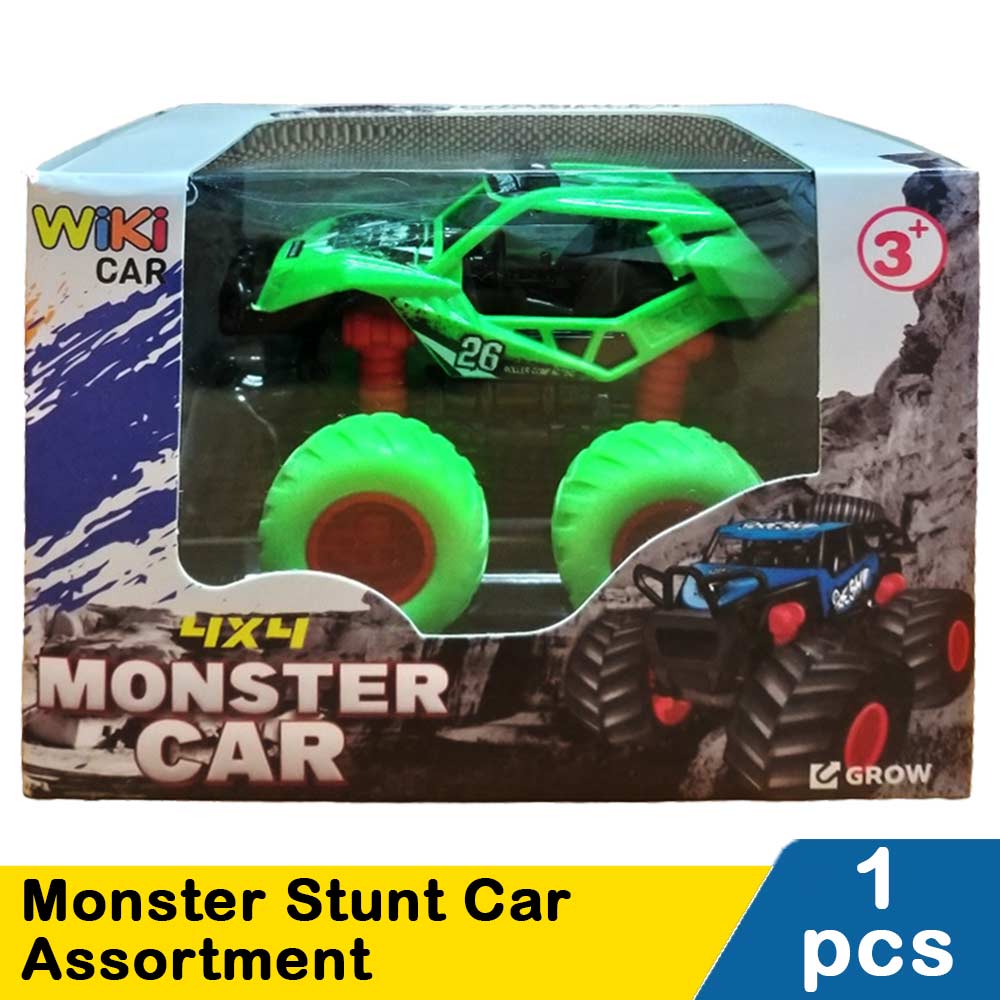 WiKi
CAR
3+
26
4X4
MONSTER
CAR
GROW
Monster Stunt Car
Assortment
1
pcs